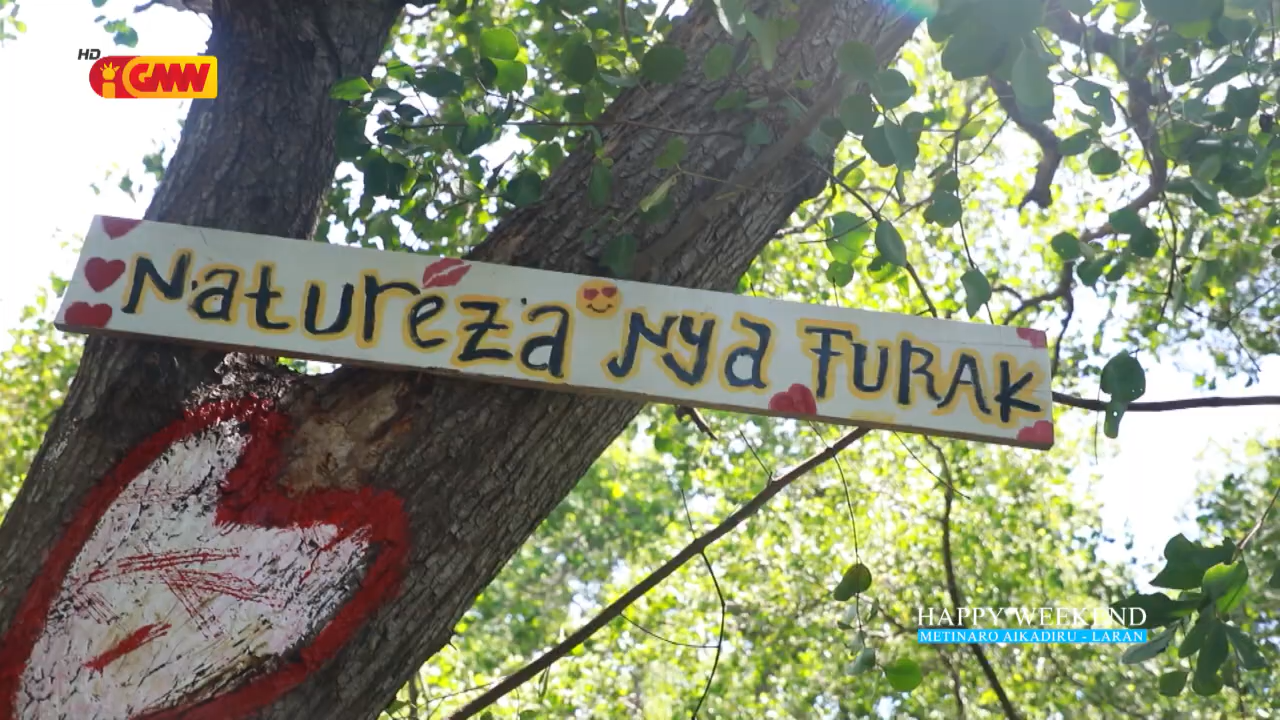 HD
GMN
Natureza Nya FURAK
HAPPY WEEKEND
METINARO AIKADIRU - LARAN